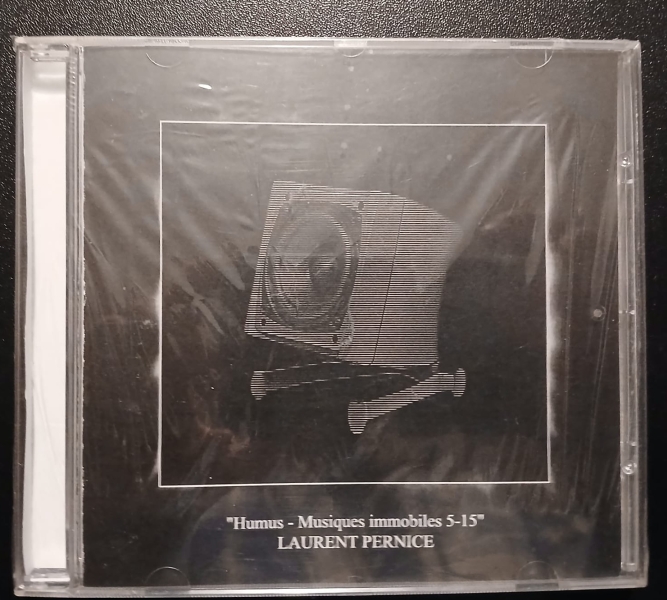 "Humus - Musiques immobiles 5-15"
LAURENT PERNICE